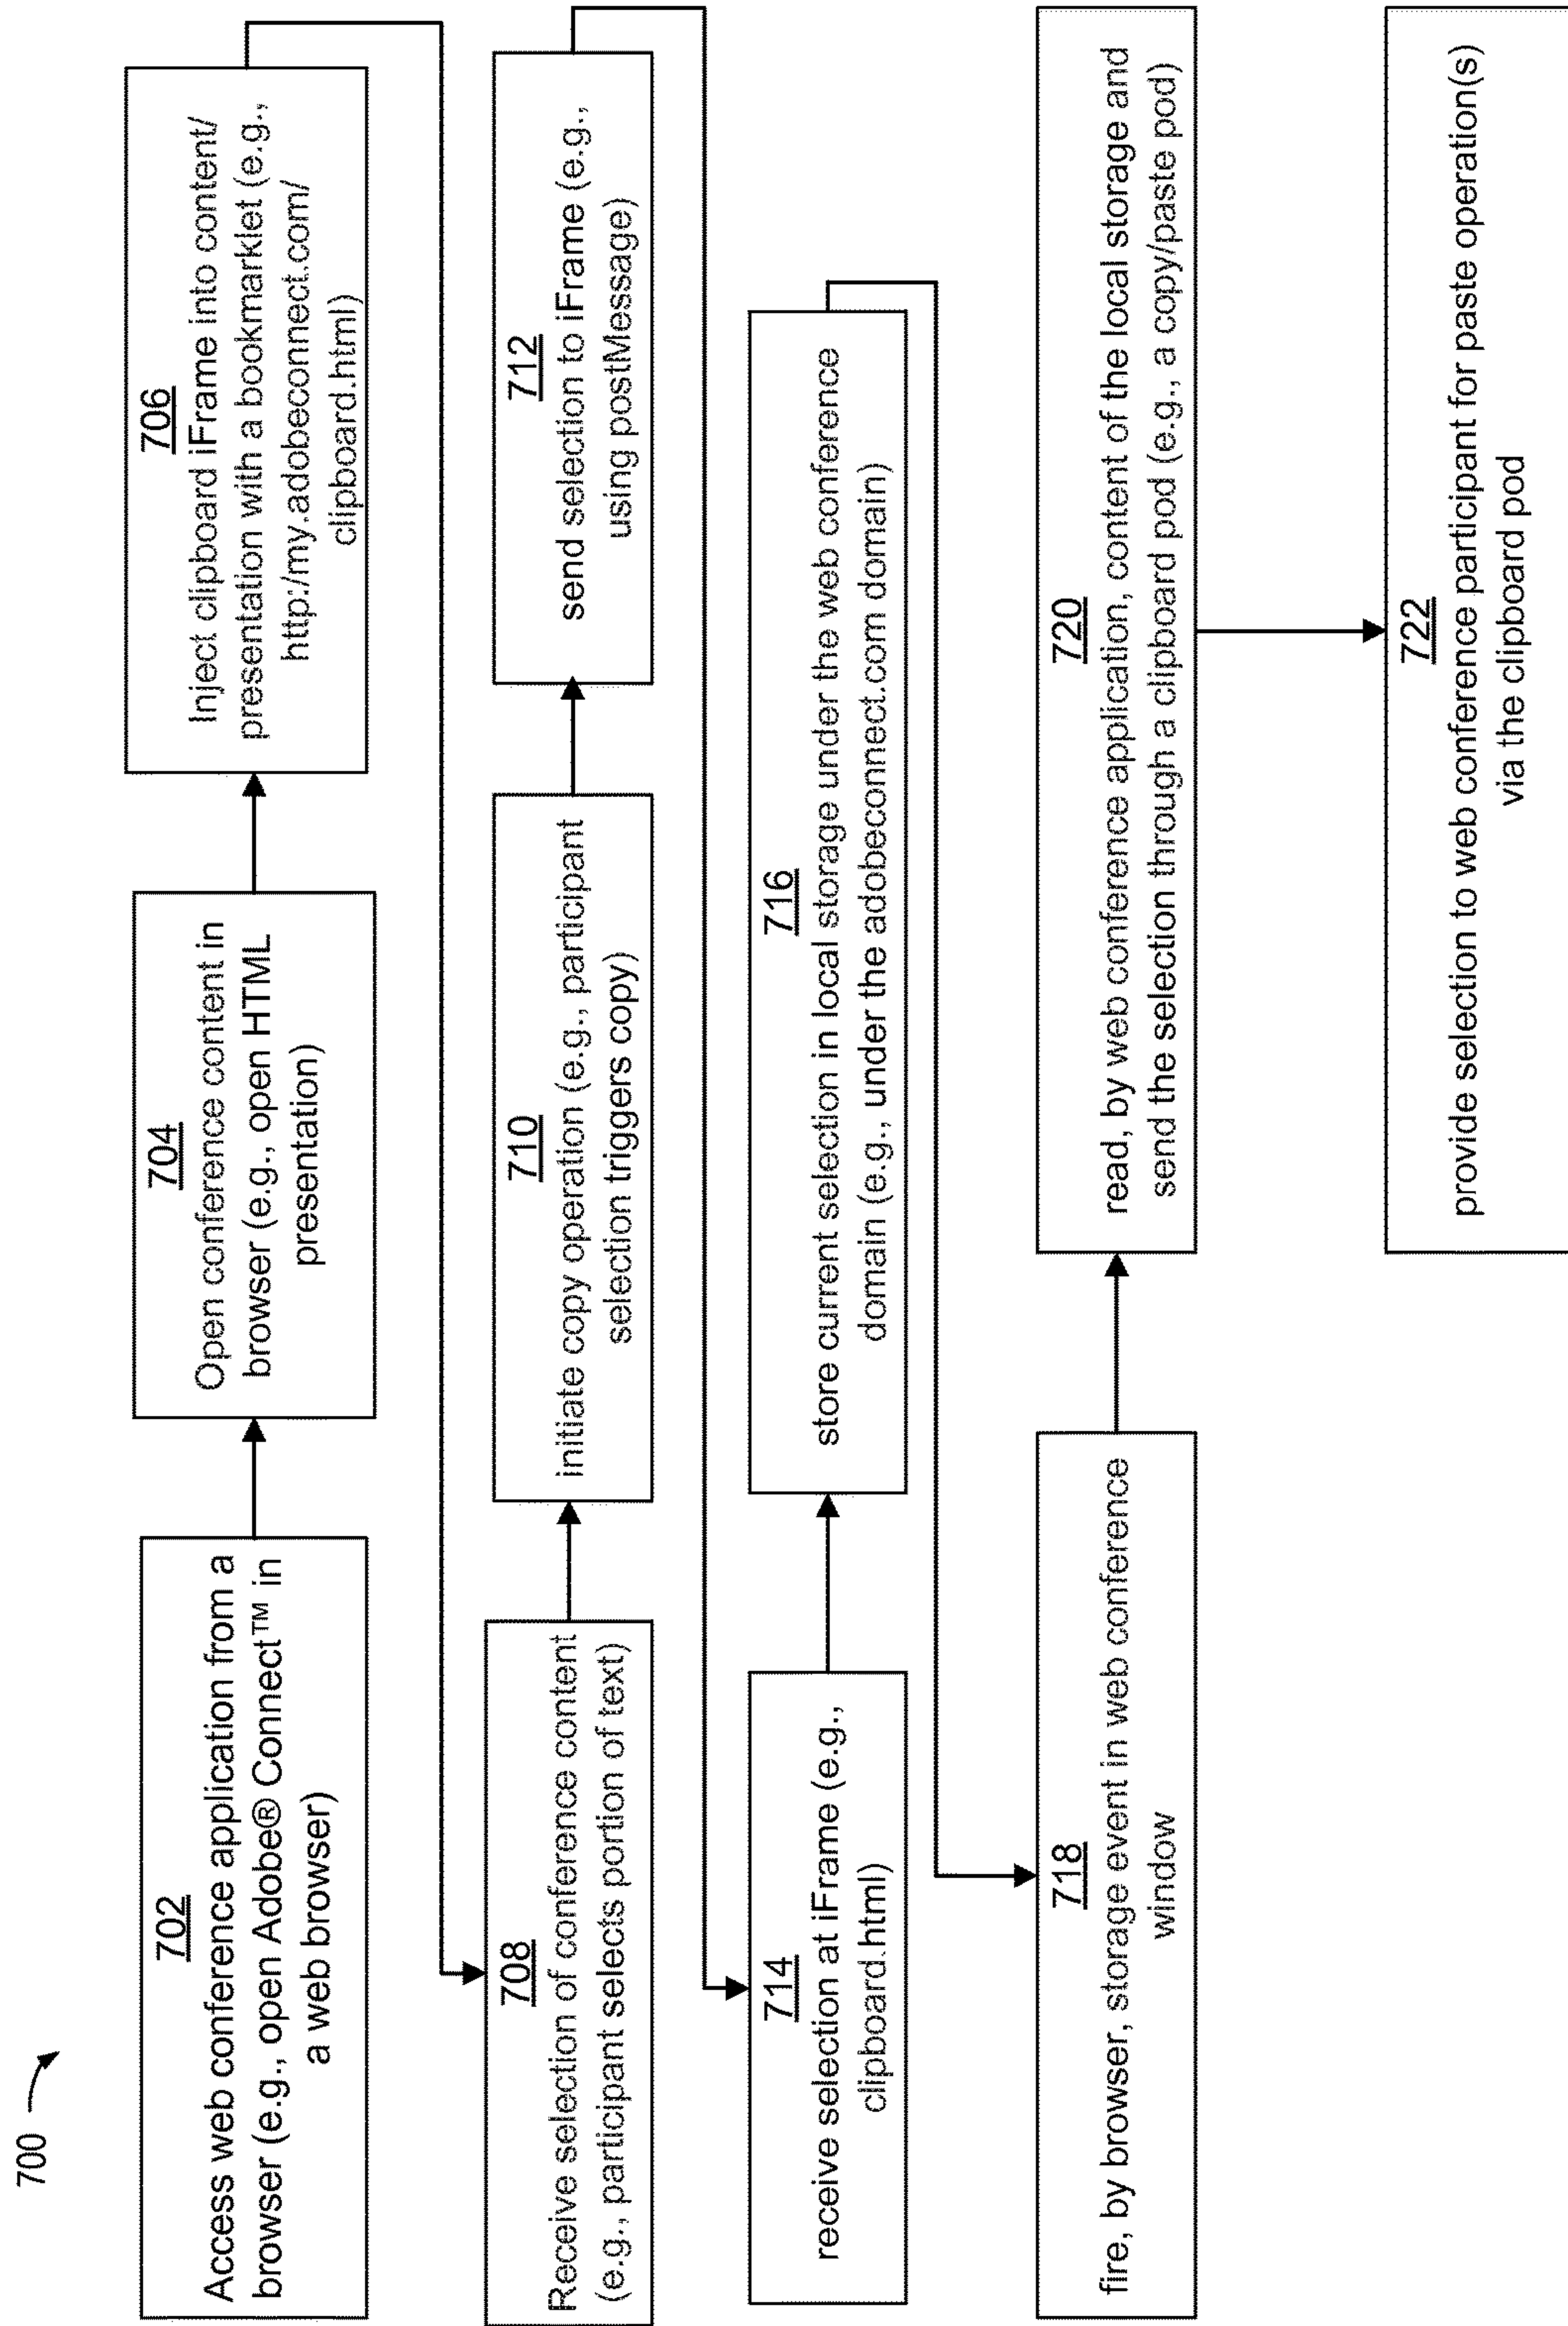 700
702
Access web conference application from a
browser (e.g., open Adobe® Connect™ in
a web browser)
704
Open conference content in
browser (e.g., open HTML
presentation)
706
Inject clipboard iFrame into content/
presentation with a bookmarklet (e.g.,
http:/my.adobeconnect.com/
clipboard.html)
708
Receive selection of conference content
(e.g., participant selects portion of text)
710
initiate copy operation (e.g., participant
selection triggers copy)
712
send selection to iFrame (e.g.,
using postMessage)
714
receive selection at iFrame (e.g.,
clipboard.html)
716
store current selection in local storage under the web conference
domain (e.g., under the adobeconnect.com domain)
718
fire, by browser, storage event in web conference
window
720
read, by web conference application, content of the local storage and
send the selection through a clipboard pod (e.g., a copy/paste pod)
722
provide selection to web conference participant for paste operation(s)
via the clipboard pod